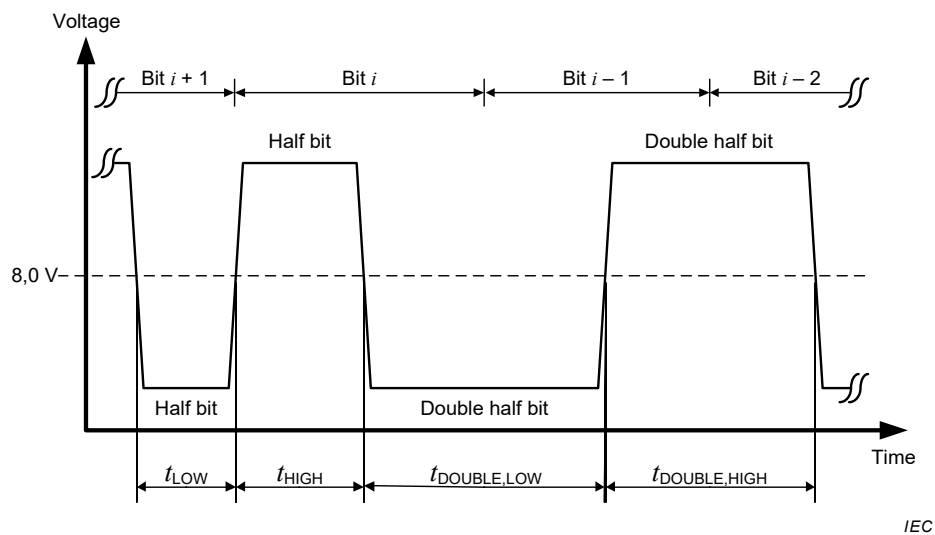 Voltage
Bit i + 1
Bit i
Bit i – 1
Bit i – 2
Half bit
Double half bit
8,0 V
Half bit
Double half bit
Time
tLOW
tHIGH
tDOUBLE,LOW
tDOUBLE,HIGH
IEC